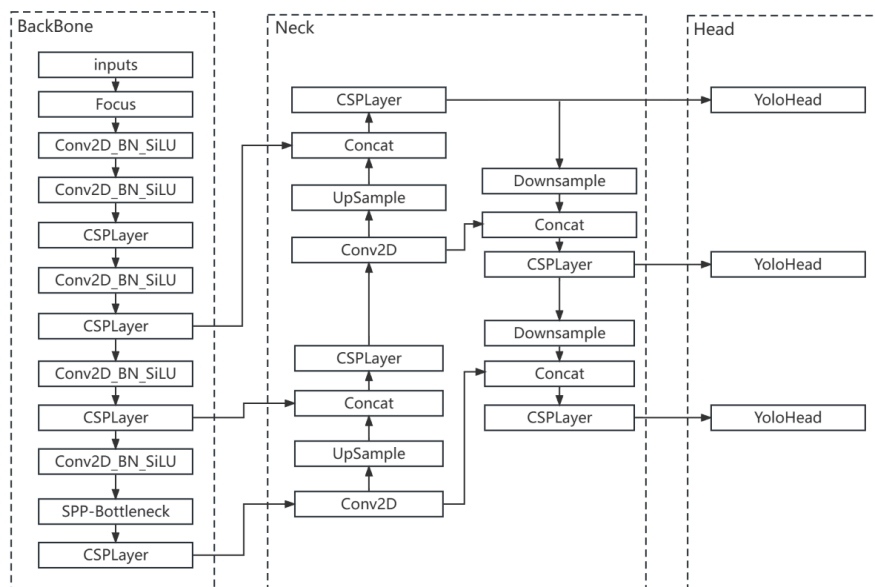 BackBone
inputs
Focus
Conv2D_BN_SiLU
Conv2D_BN_SiLU
CSPLayer
Conv2D_BN_SiLU
CSPLayer
Conv2D_BN_SiLU
CSPLayer
Conv2D_BN_SiLU
SPP-Bottleneck
CSPLayer
Neck
CSPLayer
Concat
UpSample
Conv2D
CSPLayer
Concat
UpSample
Conv2D
Downsample
Concat
CSPLayer
Downsample
Concat
CSPLayer
Head
YoloHead
YoloHead
YoloHead